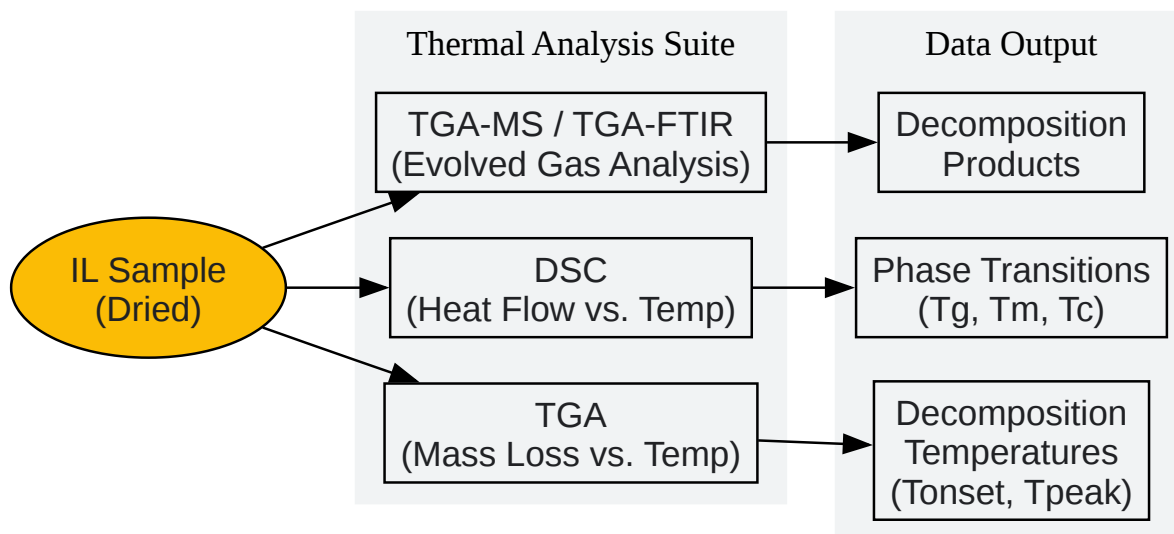 Thermal Analysis Suite
Data Output
TGA-MS / TGA-FTIR
(Evolved Gas Analysis)
Decomposition
Products
IL Sample
(Dried)
DSC
(Heat Flow vs. Temp)
Phase Transitions
(Tg, Tm, Tc)
TGA
(Mass Loss vs. Temp)
Decomposition
Temperatures
(Tonset, Tpeak)